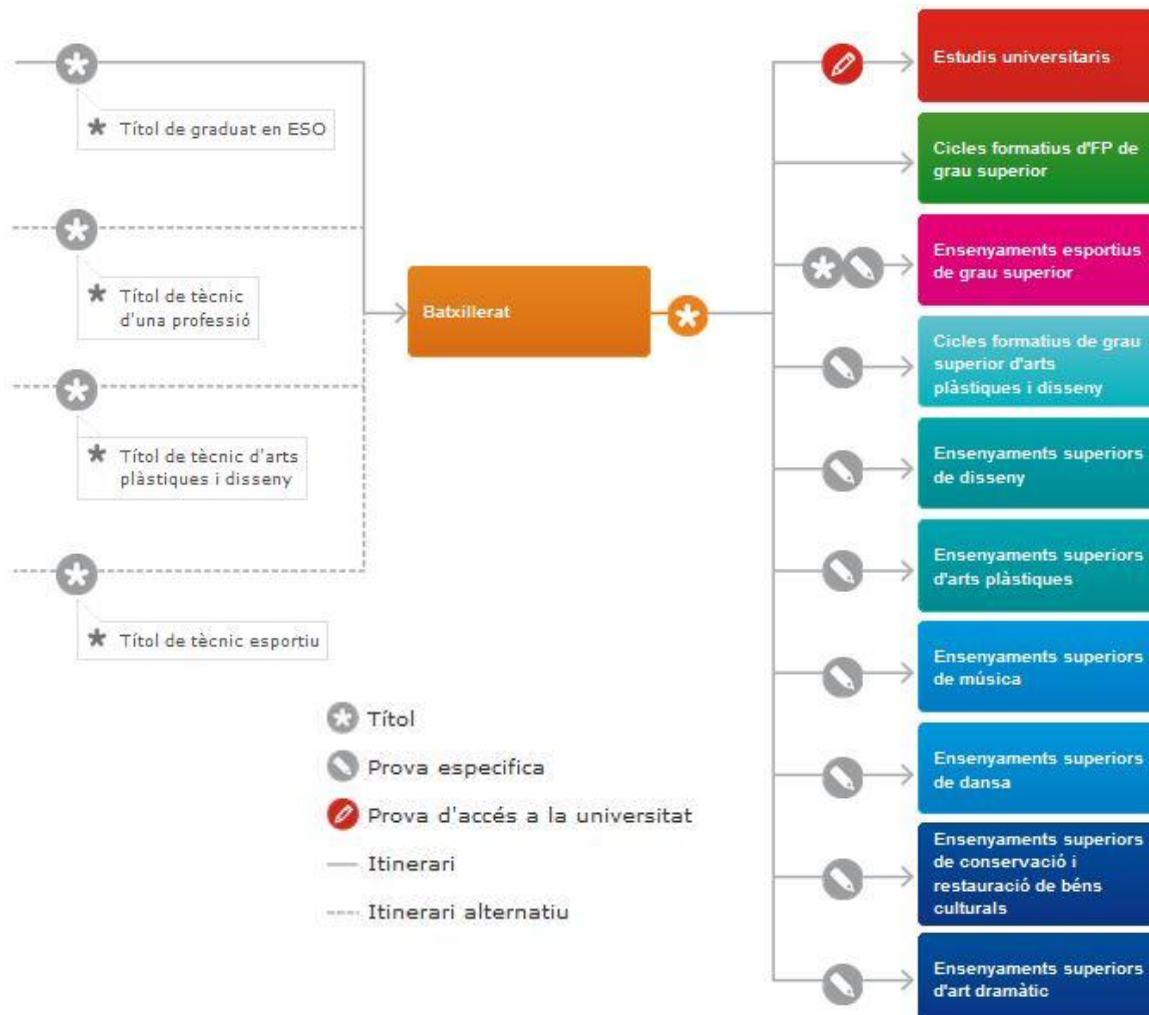 Títol de graduat en ESO
Títol de tècnic
d'una professió
Títol de tècnic d'arts
plàstiques i disseny
Títol de tècnic esportiu
Batxillerat
Estudis universitaris
Cicles formatius d'FP de
grau superior
Ensenyaments esportius
de grau superior
Cicles formatius de grau
superior d'arts
plàstiques i disseny
Ensenyaments superiors
de disseny
Ensenyaments superiors
d'arts plàstiques
Ensenyaments superiors
de música
Ensenyaments superiors
de dansa
Ensenyaments superiors
de conservació i
restauració de béns
culturals
Ensenyaments superiors
d'art dramàtic
Títol
Prova especifica
Prova d'accés a la universitat
Itinerari
Itinerari alternatiu